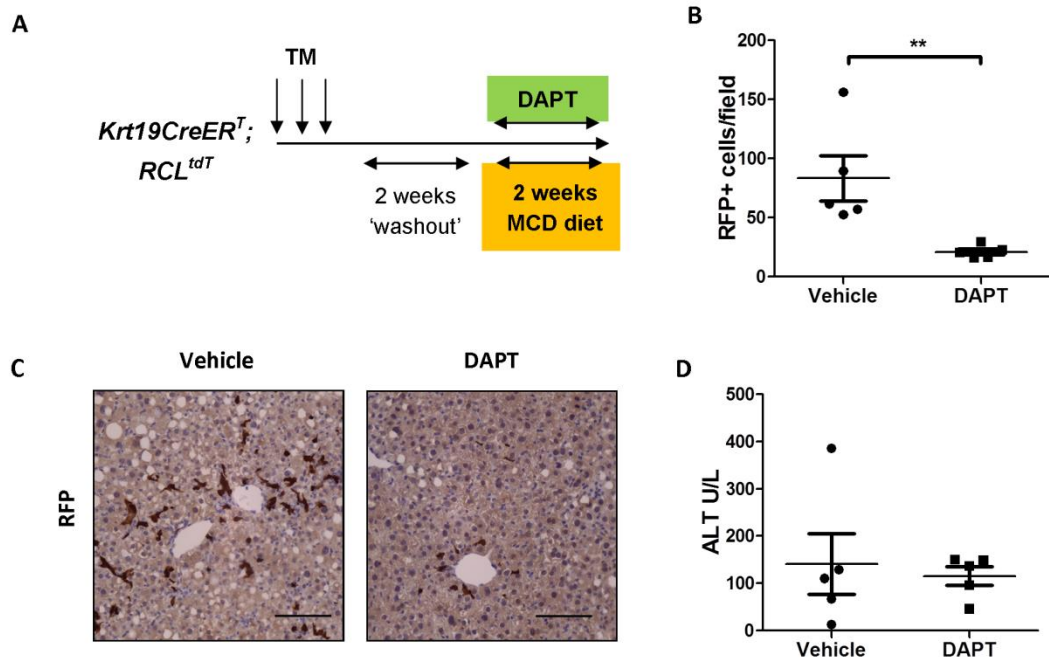 A
TM
DAPT
Krt19CreER^T;
RCL^tdT
2 weeks
'washout'
2 weeks
MCD diet
B
RFP+ cells/field
200
150
100
50
0
**
Vehicle
DAPT
C
Vehicle
DAPT
RFP
D
ALT U/L
500
400
300
200
100
0
Vehicle
DAPT